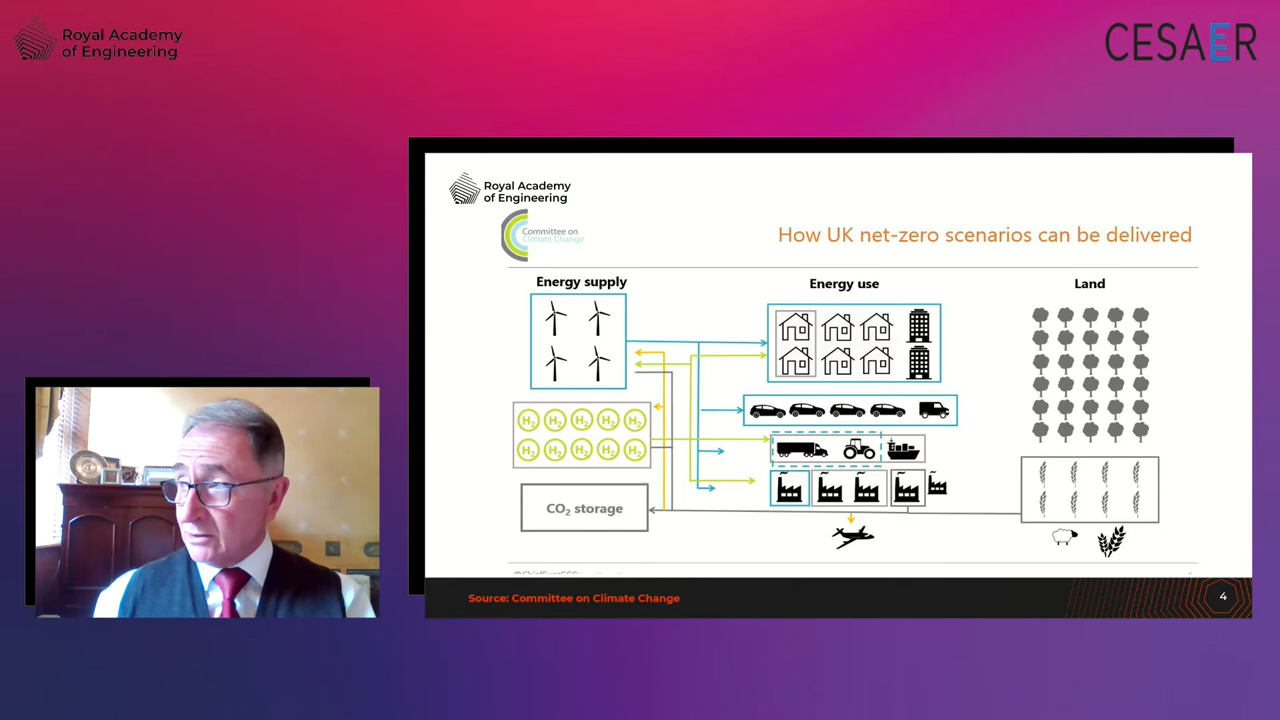 Royal Academy
of Engineering
CESAER
Royal Academy
of Engineering
Committee on
Climate Change
How UK net-zero scenarios can be delivered
Energy supply
Energy use
Land
H₂ H₂ H₂ H₂ H₂
H₂ H₂ H₂ H₂ H₂
CO₂ storage
Source: Committee on Climate Change
4